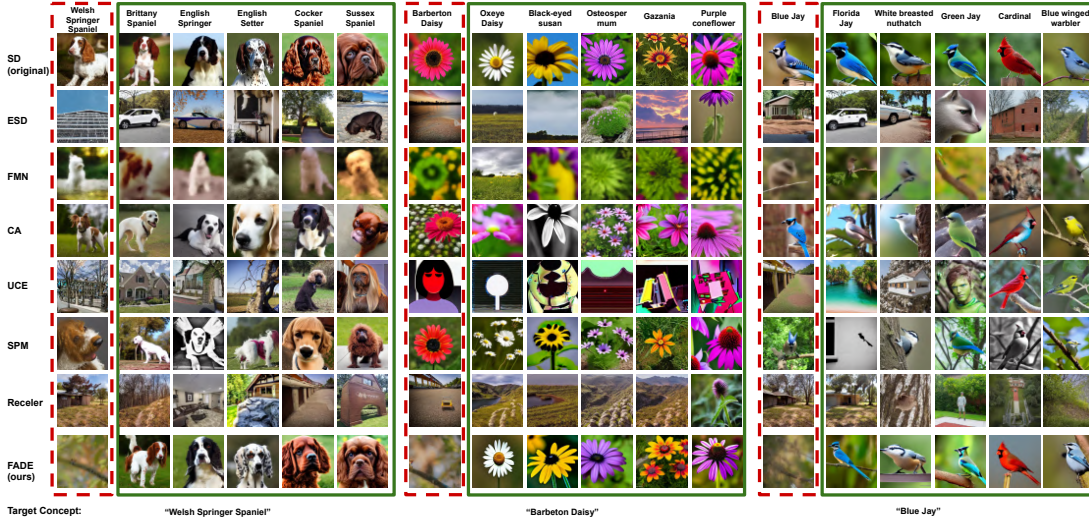 Welsh
Springer
Spaniel
Brittany
Spaniel
English
Springer
English
Setter
Cocker
Spaniel
Sussex
Spaniel
Barberton
Daisy
Oxeye
Daisy
Black-eyed
susan
Osteosper
mum
Gazania
Purple
coneflower
Blue Jay
Florida
Jay
White breasted
nuthatch
Green Jay
Cardinal
Blue winged
warbler
SD
(original)
ESD
FMN
CA
UCE
SPM
Receler
FADE
(ours)
Target Concept:
“Welsh Springer Spaniel”
“Barbeton Daisy”
“Blue Jay”